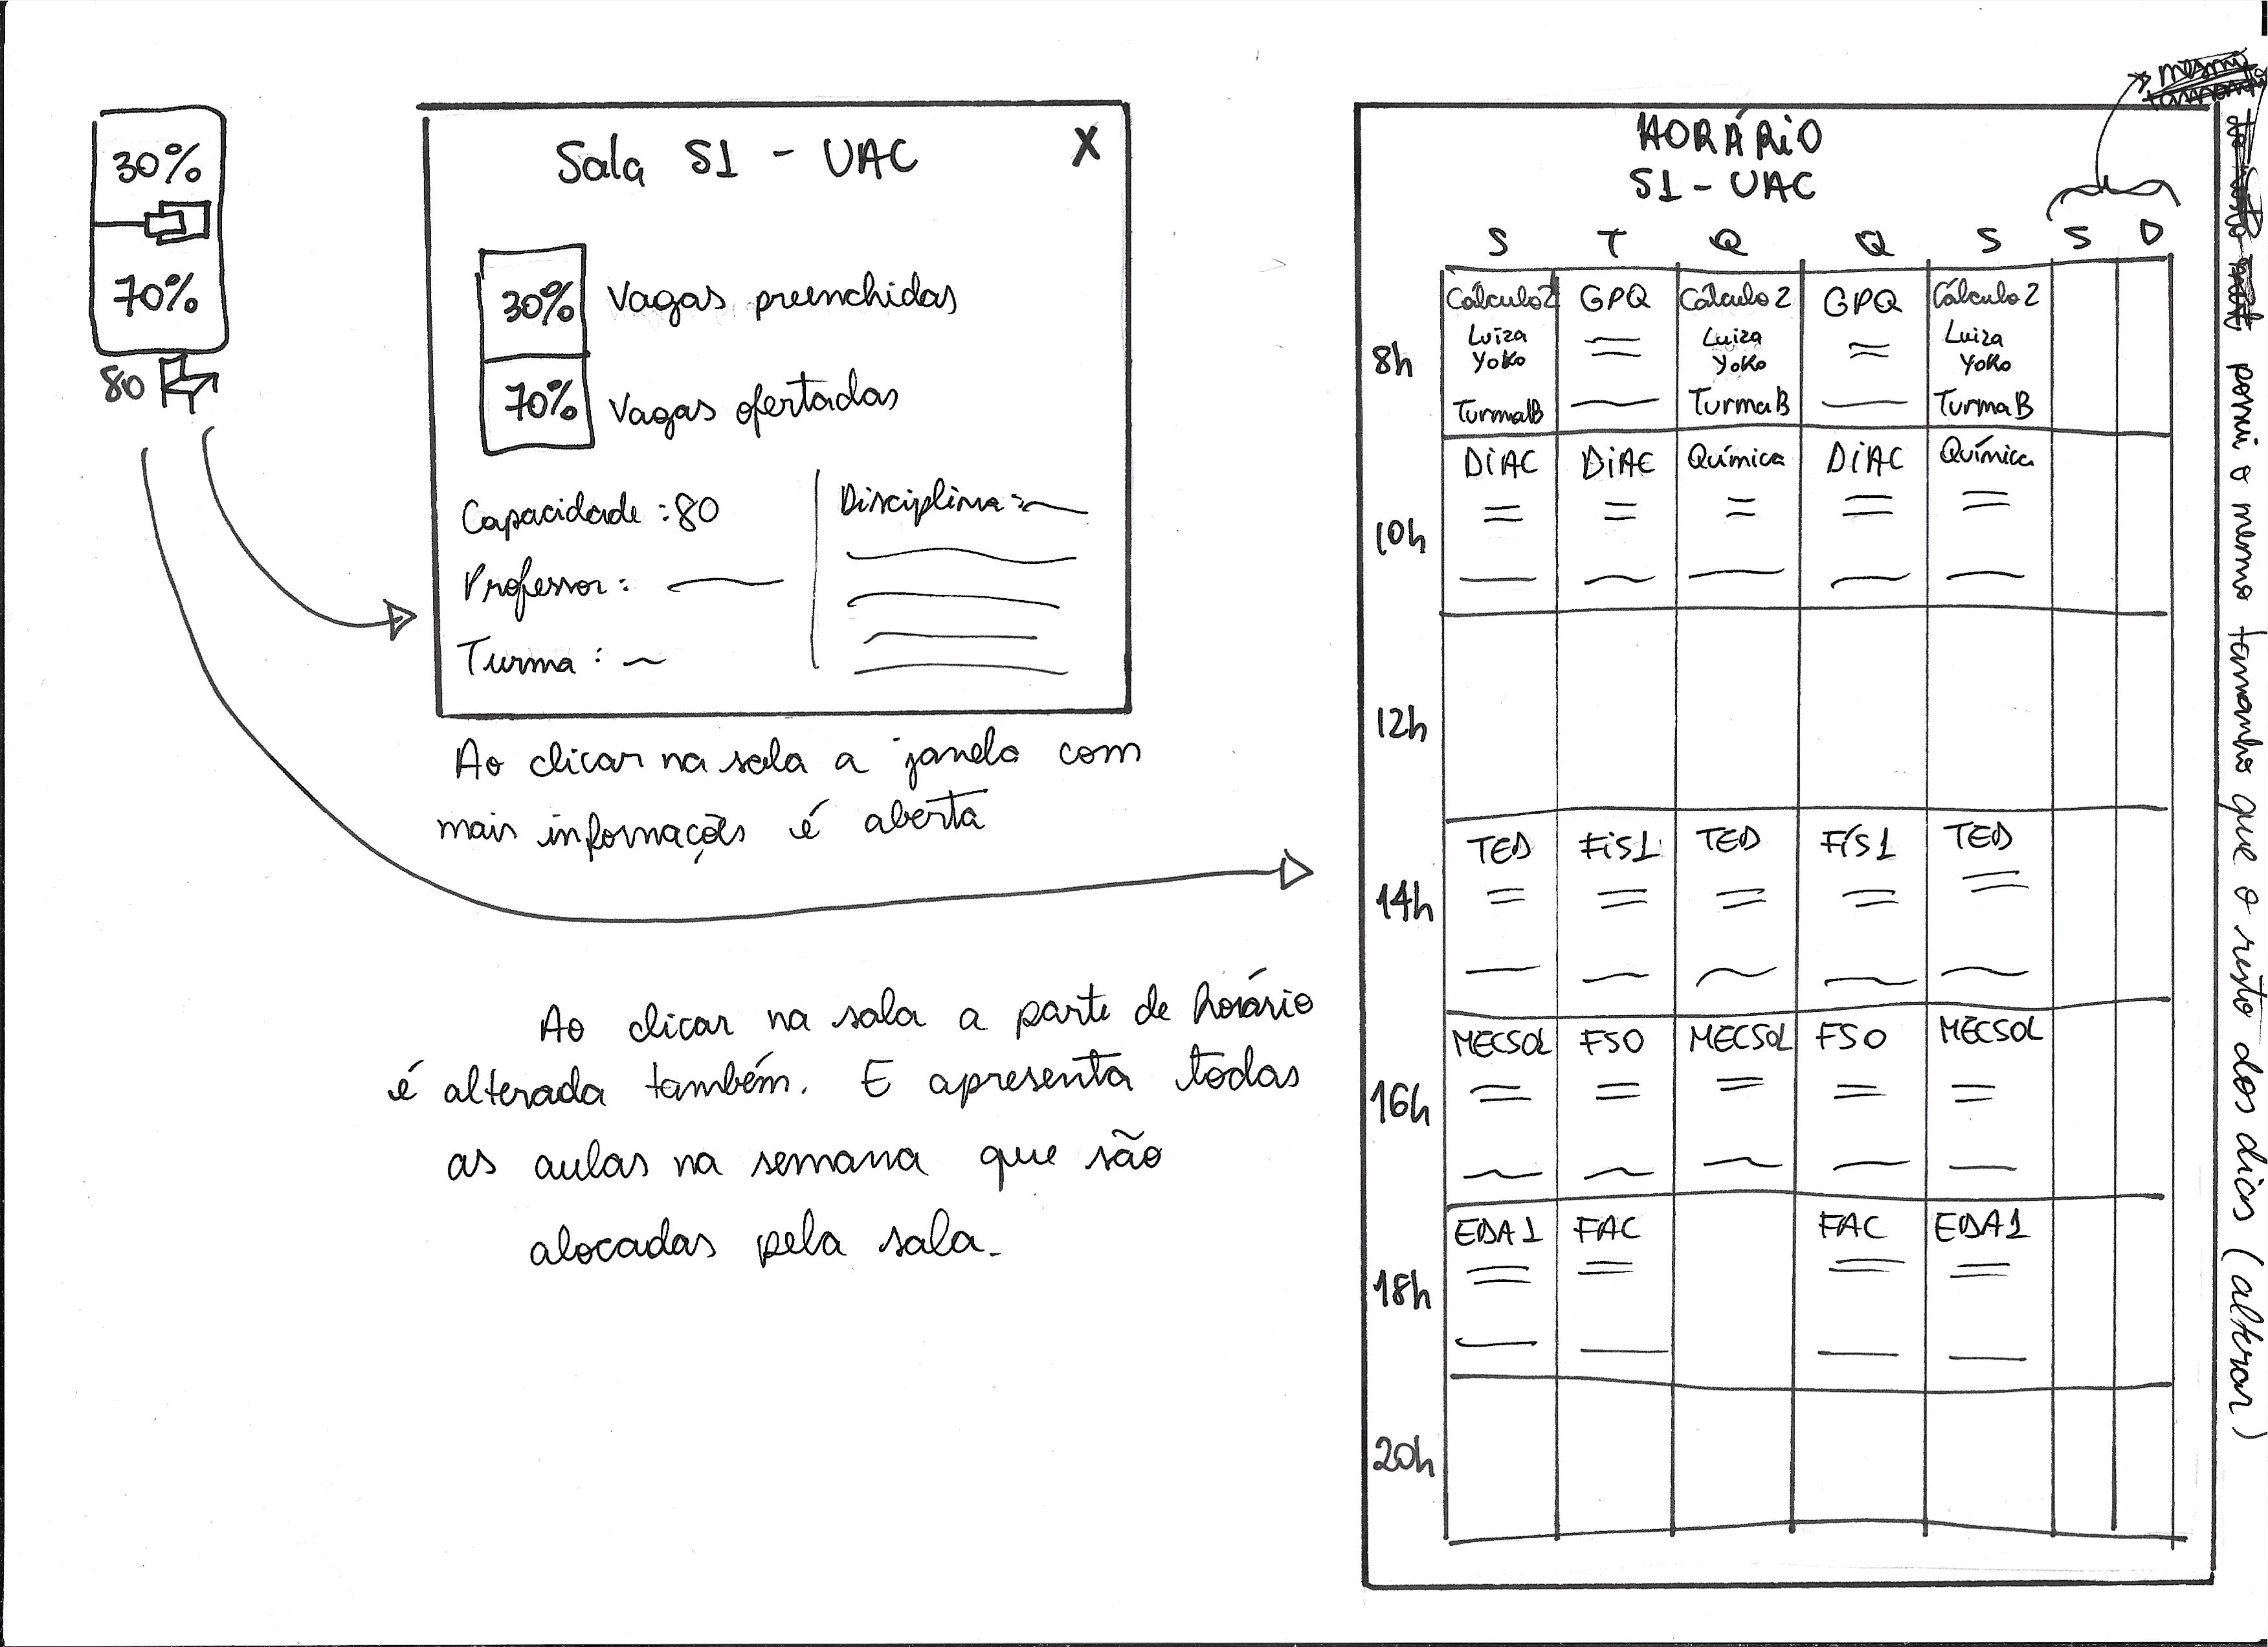 30%
70%
80
Sala S1 - UAC
X
30% Vagas preenchidas
70% Vagas ofertadas
Capacidade : 80
Professor :
Turma :
Disciplina :
Ao clicar na sala a janela com
mais informações é aberta
Ao clicar na sala a parte de horário
é alterada também. E apresenta todas
as aulas na semana que são
alocadas pela sala.
HORÁRIO
S1 - UAC
S T Q Q S S D
8h
Cálculo 2 GPQ Cálculo 2 GPQ Cálculo 2
Luiza Luiza Luiza
Yoko Yoko Yoko
Turma B Turma B Turma B
10h
DIAC DIAC Química DIAC Química
12h
14h
TED FÍS1 TED FÍS1 TED
16h
MECSOL FSO MECSOL FSO MECSOL
18h
EDA1 FAC FAC EDA1
20h
possui o mesmo tamanho que o resto dos dias (alterar)